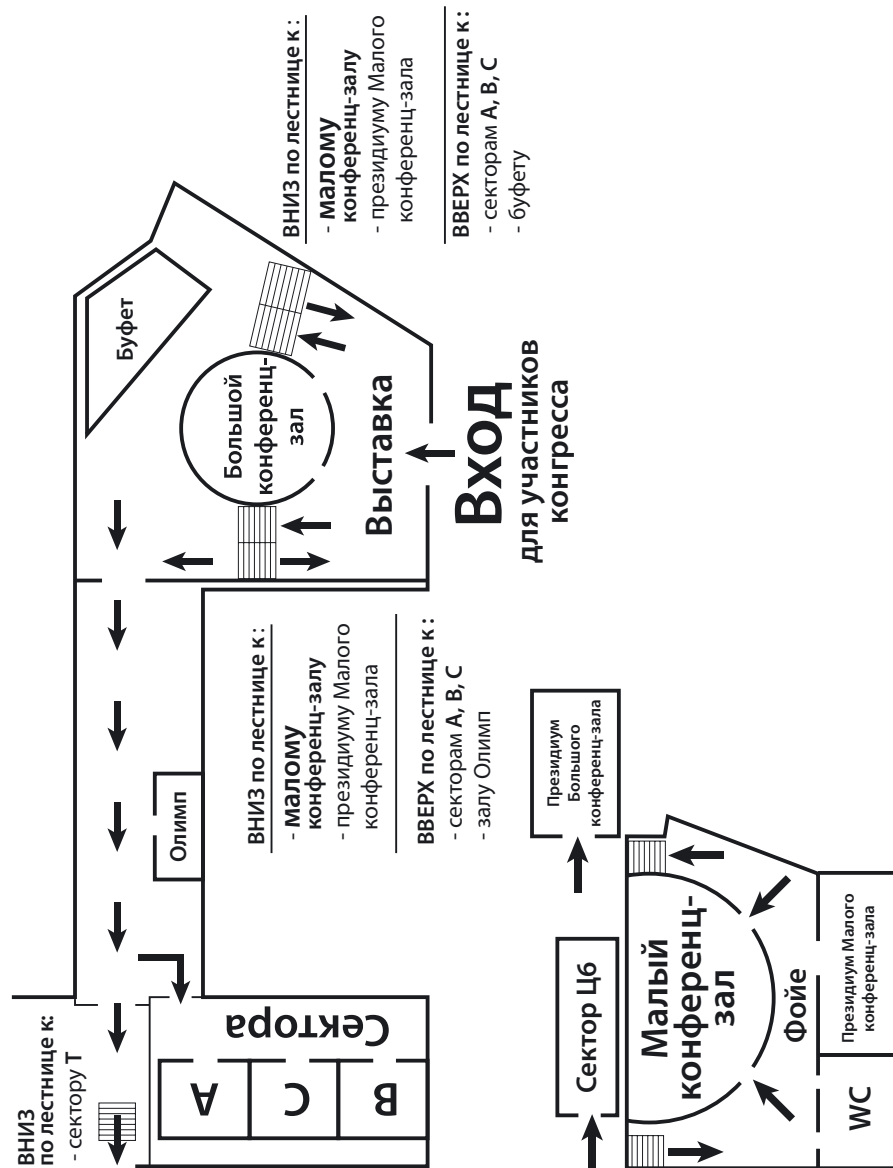 ВНИЗ по лестнице к :
- малому
конференц-залу
- президиуму Малого
конференц-зала
ВВЕРХ по лестнице к :
- секторам А, В, С
- буфету
Буфет
Большой
конференц-
зал
Выставка
Вход
для участников
конгресса
ВНИЗ по лестнице к :
- малому
конференц-залу
- президиуму Малого
конференц-зала
ВВЕРХ по лестнице к :
- секторам А, В, С
- залу Олимп
Олимп
ВНИЗ
по лестнице к:
- сектору Т
Сектора
А
С
В
Президиум
Большого
конференц-зала
Сектор Ц6
Малый
конференц-
зал
Фойе
Президиум Малого
конференц-зала
WC